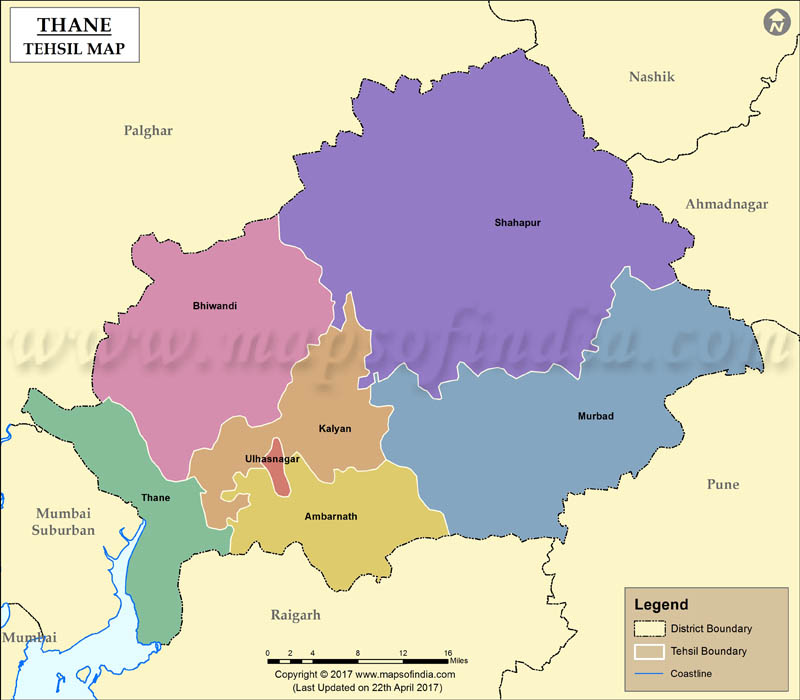 THANE
TEHSIL MAP
N
Nashik
Palghar
Ahmadnagar
Shahapur
Bhiwandi
www.mapsofindia.com
Murbad
Kalyan
Ulhasnagar
Pune
Thane
Mumbai
Suburban
Ambarnath
Raigarh
Mumbai
Legend
District Boundary
Tehsil Boundary
Coastline
0 2 4 8 12 16
Miles
Copyright © 2017 www.mapsofindia.com
(Last Updated on 22th April 2017)